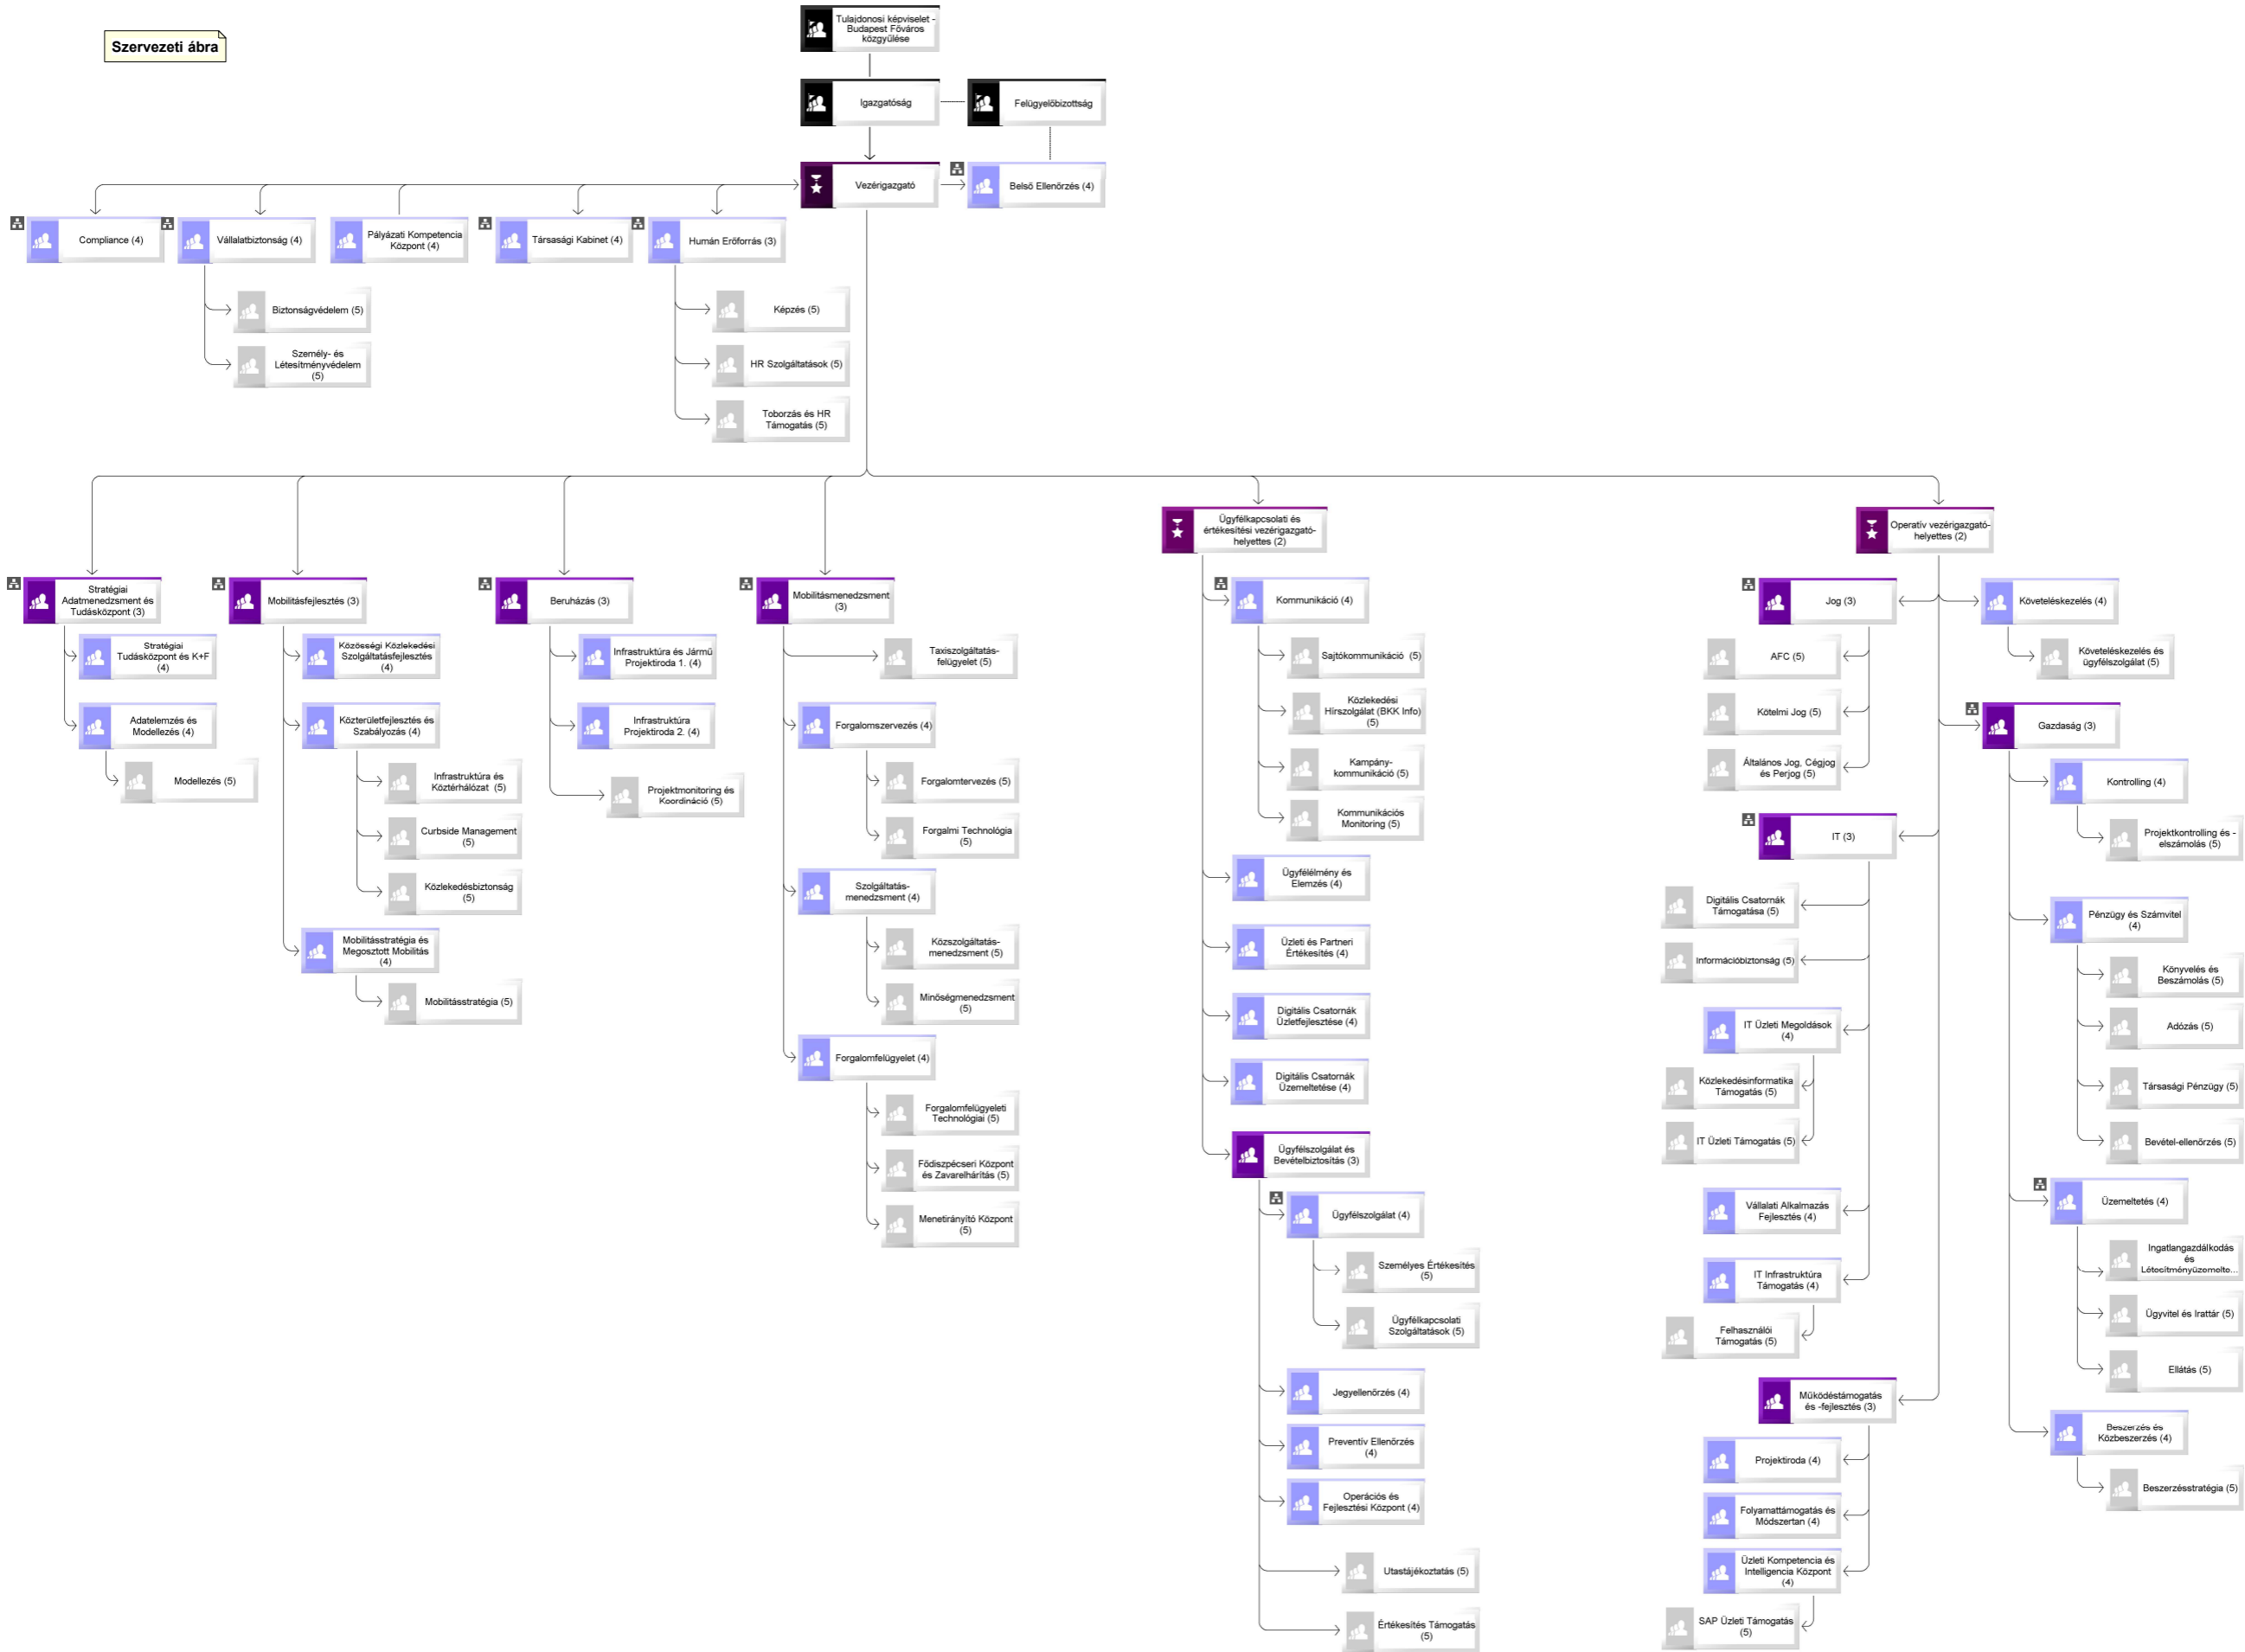 Szervezeti ábra
Tulajdonosi képviselet -
Budapest Főváros
közgyűlése
Igazgatóság
Felügyelőbizottság
Vezérigazgató
Belső Ellenőrzés (4)
Compliance (4)
Vállalatbiztonság (4)
Pályázati Kompetencia
Központ (4)
Társasági Kabinet (4)
Humán Erőforrás (3)
Biztonságvédelem (5)
Személy- és
Létesítményvédelem
(5)
Képzés (5)
HR Szolgáltatások (5)
Toborzás és HR
Támogatás (5)
Stratégiai
Adatmenedzsment és
Tudásközpont (3)
Stratégiai
Tudásközpont és K+F
(4)
Adatelemzés és
Modellezés (4)
Modellezés (5)
Mobilitásfejlesztés (3)
Közösségi Közlekedési
Szolgáltatásfejlesztés
(4)
Közterületfejlesztés és
Szabályozás (4)
Infrastruktúra és
Köztérhálózat (5)
Curbside Management
(5)
Közlekedésbiztonság
(5)
Mobilitásstratégia és
Megosztott Mobilitás
(4)
Mobilitásstratégia (5)
Beruházás (3)
Infrastruktúra és Jármű
Projektiroda 1. (4)
Infrastruktúra
Projektiroda 2. (4)
Projektmonitoring és
Koordináció (5)
Mobilitásmenedzsment
(3)
Taxiszolgáltatás-
felügyelet (5)
Forgalomszervezés (4)
Forgalomtervezés (5)
Forgalmi Technológia
(5)
Szolgáltatás-
menedzsment (4)
Közszolgáltatás-
menedzsment (5)
Minőségmenedzsment
(5)
Forgalomfelügyelet (4)
Forgalomfelügyeleti
Technológiai (5)
Fődiszpécseri Központ
és Zavarelhárítás (5)
Menetirányító Központ
(5)
Ügyfélkapcsolati és
értékesítési vezérigazgató-
helyettes (2)
Kommunikáció (4)
Sajtókommunikáció (5)
Közlekedési
Hírszolgálat (BKK Info)
(5)
Kampány-
kommunikáció (5)
Kommunikációs
Monitoring (5)
Ügyfélélmény és
Elemzés (4)
Üzleti és Partneri
Értékesítés (4)
Digitális Csatornák
Üzletfejlesztése (4)
Digitális Csatornák
Üzemeltetése (4)
Ügyfélszolgálat és
Bevételbiztosítás (3)
Ügyfélszolgálat (4)
Személyes Értékesítés
(5)
Ügyfélkapcsolati
Szolgáltatások (5)
Jegyellenőrzés (4)
Preventív Ellenőrzés
(4)
Operációs és
Fejlesztési Központ (4)
Utastájékoztatás (5)
Értékesítés Támogatás
(5)
Operatív vezérigazgató-
helyettes (2)
Jog (3)
AFC (5)
Kötelmi Jog (5)
Általános Jog, Cégjog
és Perjog (5)
IT (3)
Digitális Csatornák
Támogatása (5)
Információbiztonság (5)
IT Üzleti Megoldások
(4)
Közlekedésinformatika
Támogatás (5)
IT Üzleti Támogatás (5)
Vállalati Alkalmazás
Fejlesztés (4)
IT Infrastruktúra
Támogatás (4)
Felhasználói
Támogatás (5)
Működéstámogatás
és -fejlesztés (3)
Projektiroda (4)
Folyamattámogatás és
Módszertan (4)
Üzleti Kompetencia és
Intelligencia Központ
(4)
SAP Üzleti Támogatás
(5)
Követeléskezelés (4)
Követeléskezelés és
ügyfélszolgálat (5)
Gazdaság (3)
Kontrolling (4)
Projektkontrolling és -
elszámolás (5)
Pénzügy és Számvitel
(4)
Könyvelés és
Beszámolás (5)
Adózás (5)
Társasági Pénzügy (5)
Bevétel-ellenőrzés (5)
Üzemeltetés (4)
Ingatlangazdálkodás
és
Létesítményüzemelte...
Ügyvitel és Irattár (5)
Ellátás (5)
Beszerzés és
Közbeszerzés (4)
Beszerzésstratégia (5)